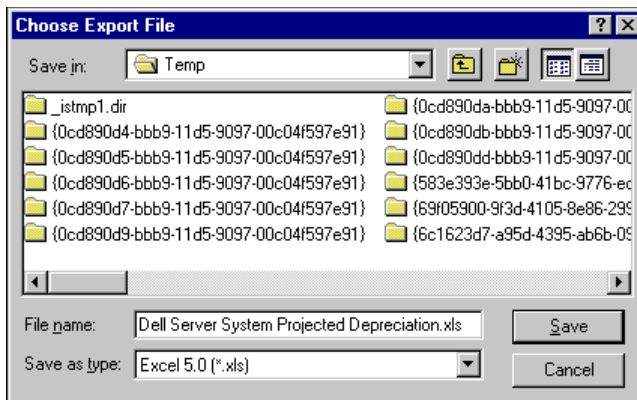 Choose Export File
Save in: Temp
_istmp1.dir
{0cd890d4-bbb9-11d5-9097-00c04f597e91}
{0cd890d5-bbb9-11d5-9097-00c04f597e91}
{0cd890d6-bbb9-11d5-9097-00c04f597e91}
{0cd890d7-bbb9-11d5-9097-00c04f597e91}
{0cd890d9-bbb9-11d5-9097-00c04f597e91}
{0cd890da-bbb9-11d5-9097-00
{0cd890db-bbb9-11d5-9097-00
{0cd890dd-bbb9-11d5-9097-00
{583e393e-5bb0-41bc-9776-ec
{69f05900-9f3d-4105-8e86-299
{6c1623d7-a95d-4395-ab6b-09
File name: Dell Server System Projected Depreciation.xls Save
Save as type: Excel 5.0 (*.xls) Cancel